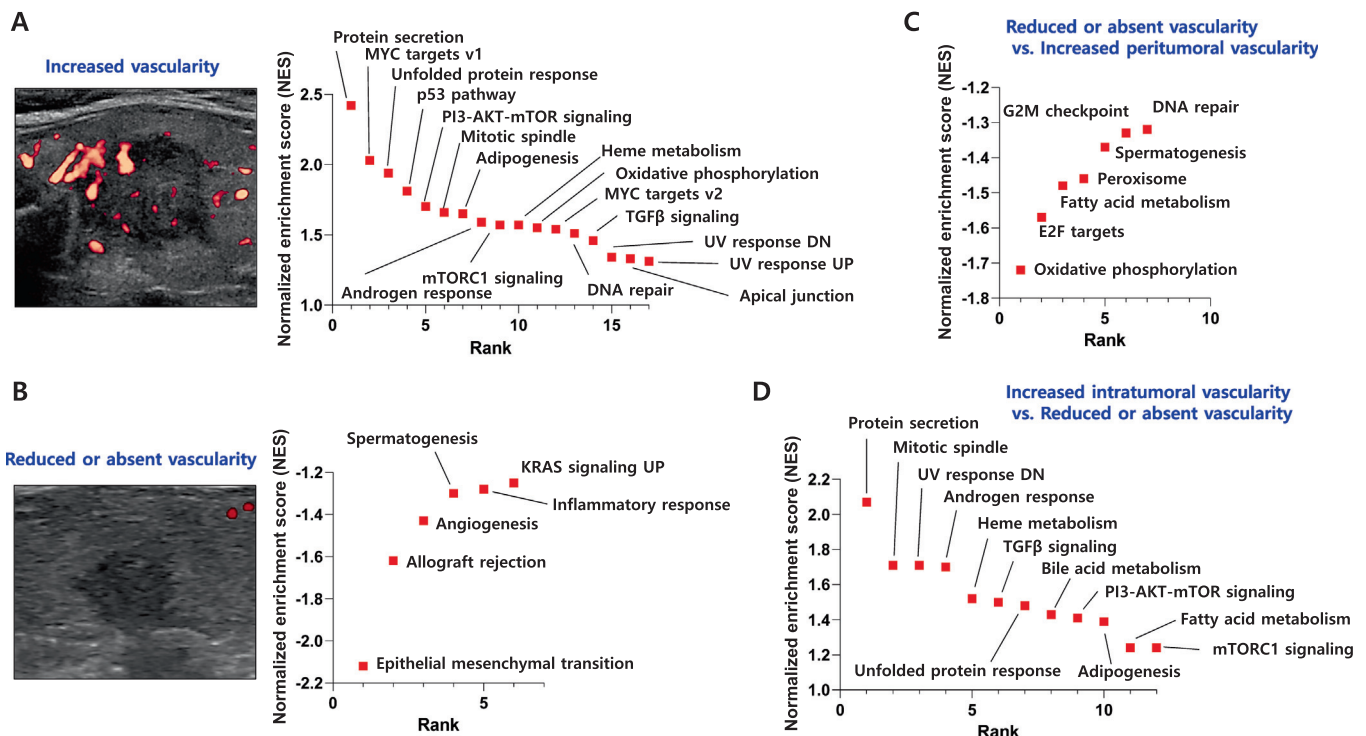 A
Increased vascularity
Normalized enrichment score (NES)
Protein secretion
MYC targets v1
Unfolded protein response
p53 pathway
PI3-AKT-mTOR signaling
Mitotic spindle
Adipogenesis
Heme metabolism
Oxidative phosphorylation
MYC targets v2
TGFβ signaling
UV response DN
UV response UP
Apical junction
DNA repair
mTORC1 signaling
Androgen response
2.5
2.0
1.5
1.0
0
5
10
15
Rank
C
Reduced or absent vascularity
vs. Increased peritumoral vascularity
Normalized enrichment score (NES)
-1.2
-1.3
-1.4
-1.5
-1.6
-1.7
-1.8
G2M checkpoint
DNA repair
Spermatogenesis
Peroxisome
Fatty acid metabolism
E2F targets
Oxidative phosphorylation
0
5
10
Rank
B
Reduced or absent vascularity
Normalized enrichment score (NES)
-1.2
-1.4
-1.6
-1.8
-2.0
-2.2
Spermatogenesis
KRAS signaling UP
Inflammatory response
Angiogenesis
Allograft rejection
Epithelial mesenchymal transition
0
5
Rank
D
Increased intratumoral vascularity
vs. Reduced or absent vascularity
Normalized enrichment score (NES)
2.2
2.0
1.8
1.6
1.4
1.2
1.0
Protein secretion
Mitotic spindle
UV response DN
Androgen response
Heme metabolism
TGFβ signaling
Bile acid metabolism
PI3-AKT-mTOR signaling
Fatty acid metabolism
mTORC1 signaling
Unfolded protein response
Adipogenesis
0
5
10
Rank